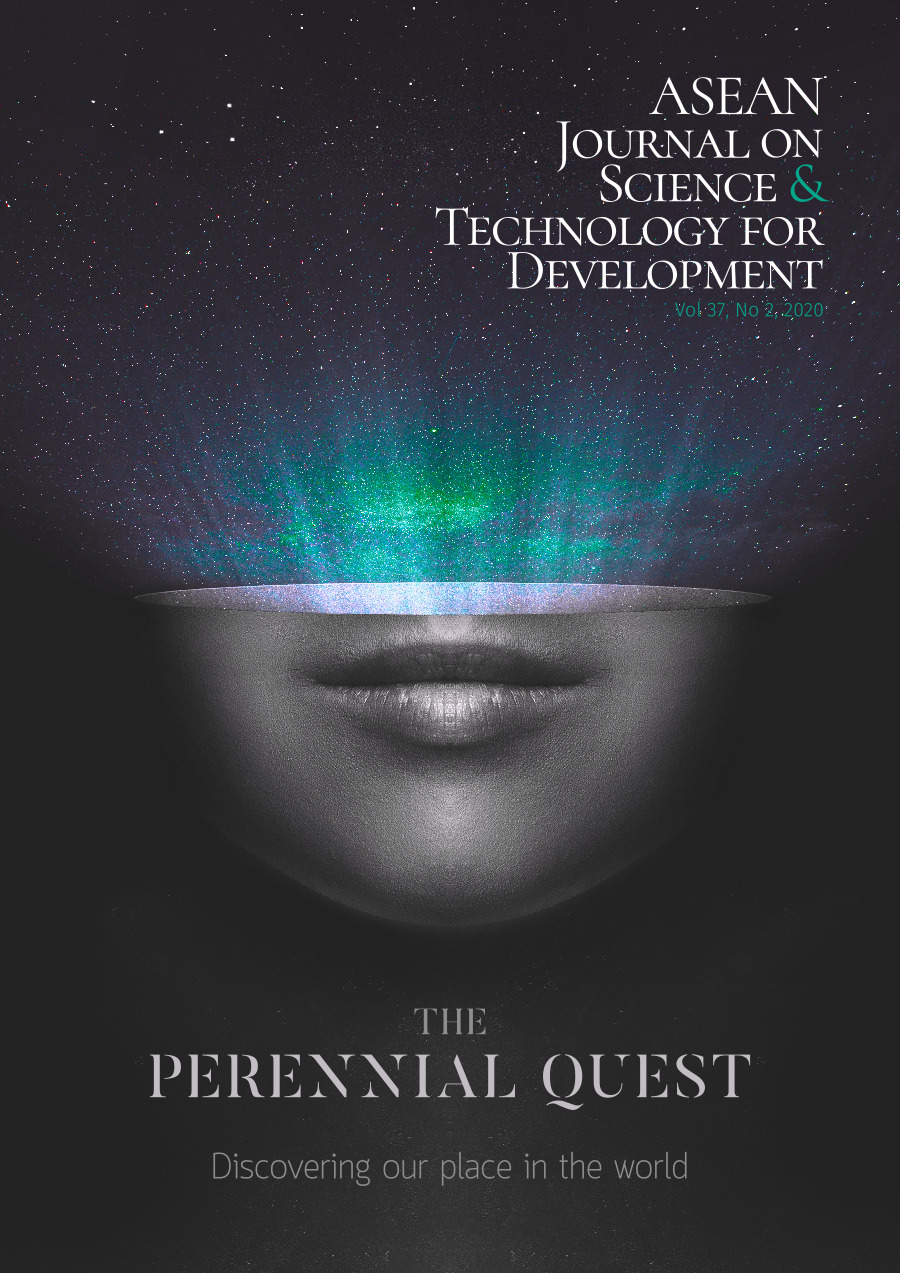 ASEAN
JOURNAL ON
SCIENCE &
TECHNOLOGY FOR
DEVELOPMENT
Vol 37, No 2, 2020
THE
PERENNIAL QUEST
Discovering our place in the world